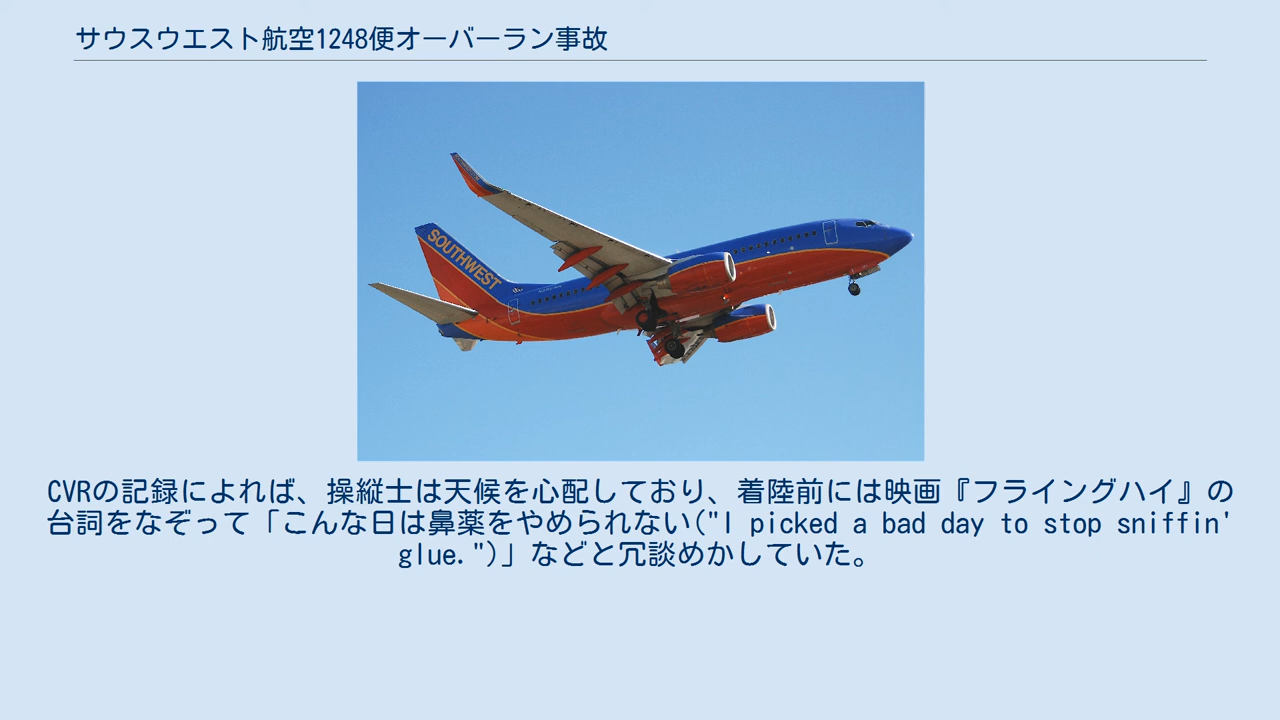 サウスウエスト航空1248便オーバーラン事故
SOUTHWEST
CVRの記録によれば、操縦士は天候を心配しており、着陸前には映画『フライングハイ』の
台詞をなぞって「こんな日は鼻薬をやめられない("I picked a bad day to stop sniffin'
glue.")」などと冗談めかしていた。